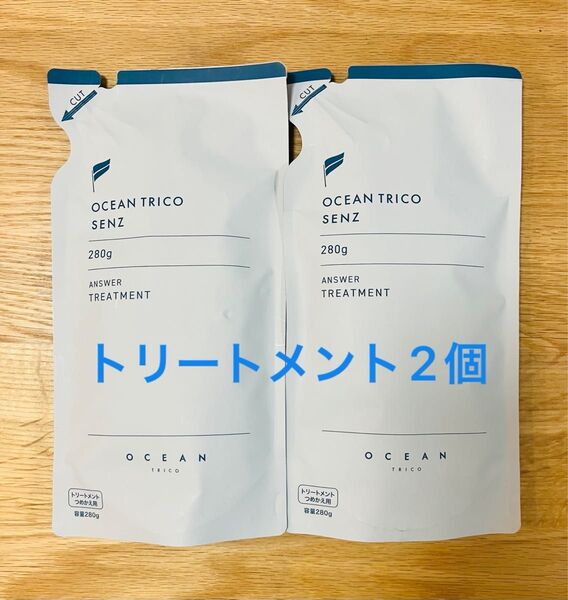 CUT
OCEAN TRICO
SENZ
280g
ANSWER
TREATMENT
OCEAN
TRICO
トリートメント
つめかえ用
容量280g
CUT
OCEAN TRICO
SENZ
280g
ANSWER
TREATMENT
OCEAN
TRICO
トリートメント
つめかえ用
容量280g
トリートメント2個